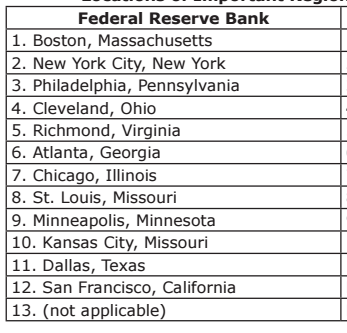 Locations of Important Region
Federal Reserve Bank
1. Boston, Massachusetts
2. New York City, New York
3. Philadelphia, Pennsylvania
4. Cleveland, Ohio
5. Richmond, Virginia
6. Atlanta, Georgia
7. Chicago, Illinois
8. St. Louis, Missouri
9. Minneapolis, Minnesota
10. Kansas City, Missouri
11. Dallas, Texas
12. San Francisco, California
13. (not applicable)